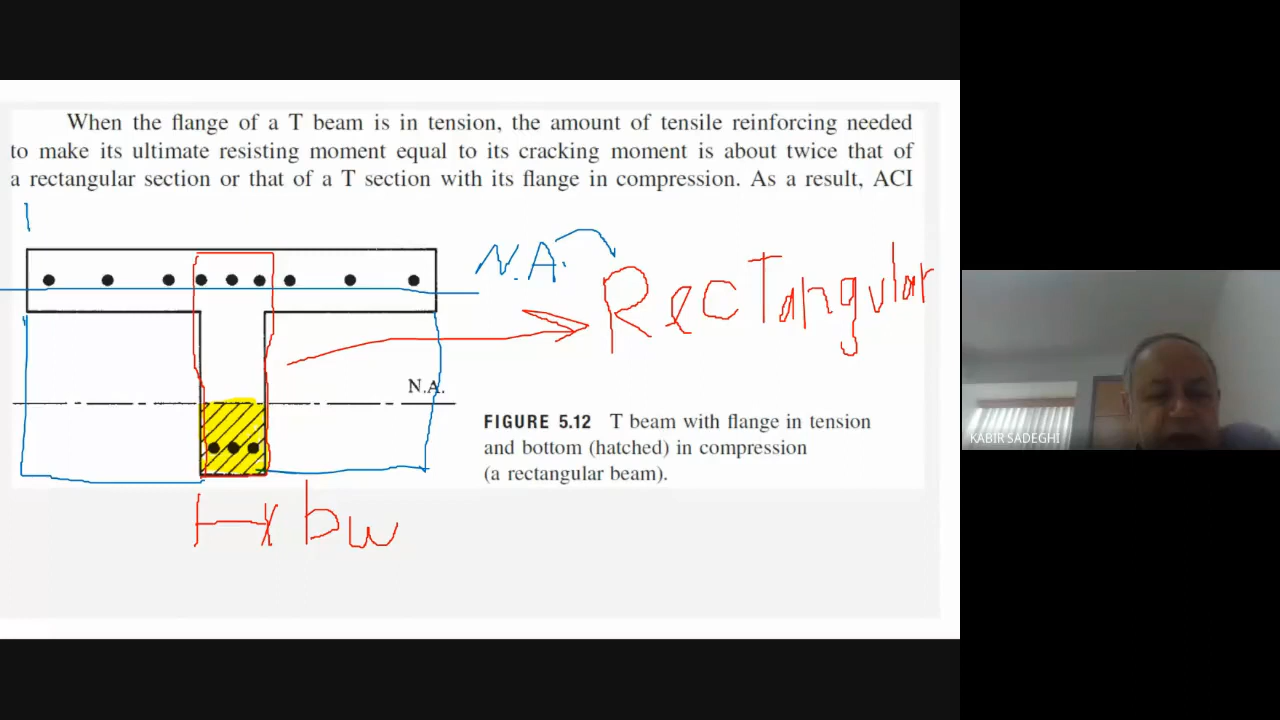 When the flange of a T beam is in tension, the amount of tensile reinforcing needed
to make its ultimate resisting moment equal to its cracking moment is about twice that of
a rectangular section or that of a T section with its flange in compression. As a result, ACI
N.A.
Rectangular
N.A.
FIGURE 5.12 T beam with flange in tension
and bottom (hatched) in compression
(a rectangular beam).
bw
KABIR SADEGHI